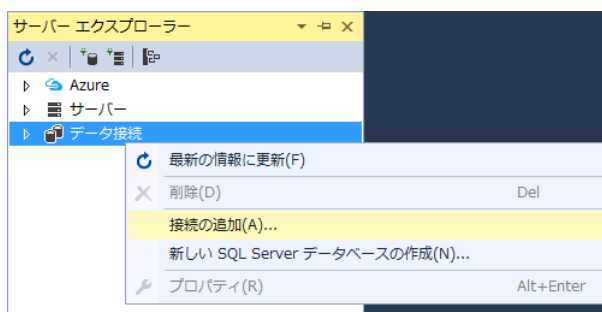 サーバー エクスプローラー
Azure
サーバー
データ接続
最新の情報に更新(F)
削除(D) Del
接続の追加(A)...
新しい SQL Server データベースの作成(N)...
プロパティ(R) Alt+Enter